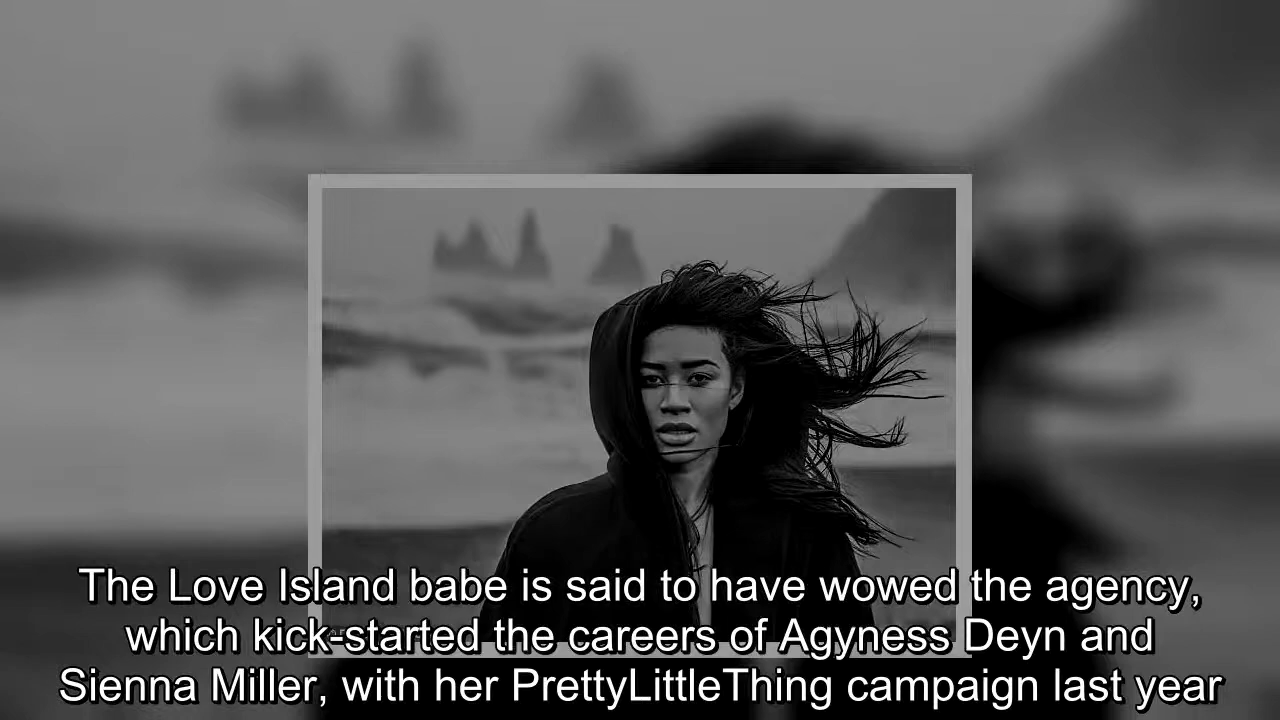 The Love Island babe is said to have wowed the agency,
which kick-started the careers of Agyness Deyn and
Sienna Miller, with her PrettyLittleThing campaign last year